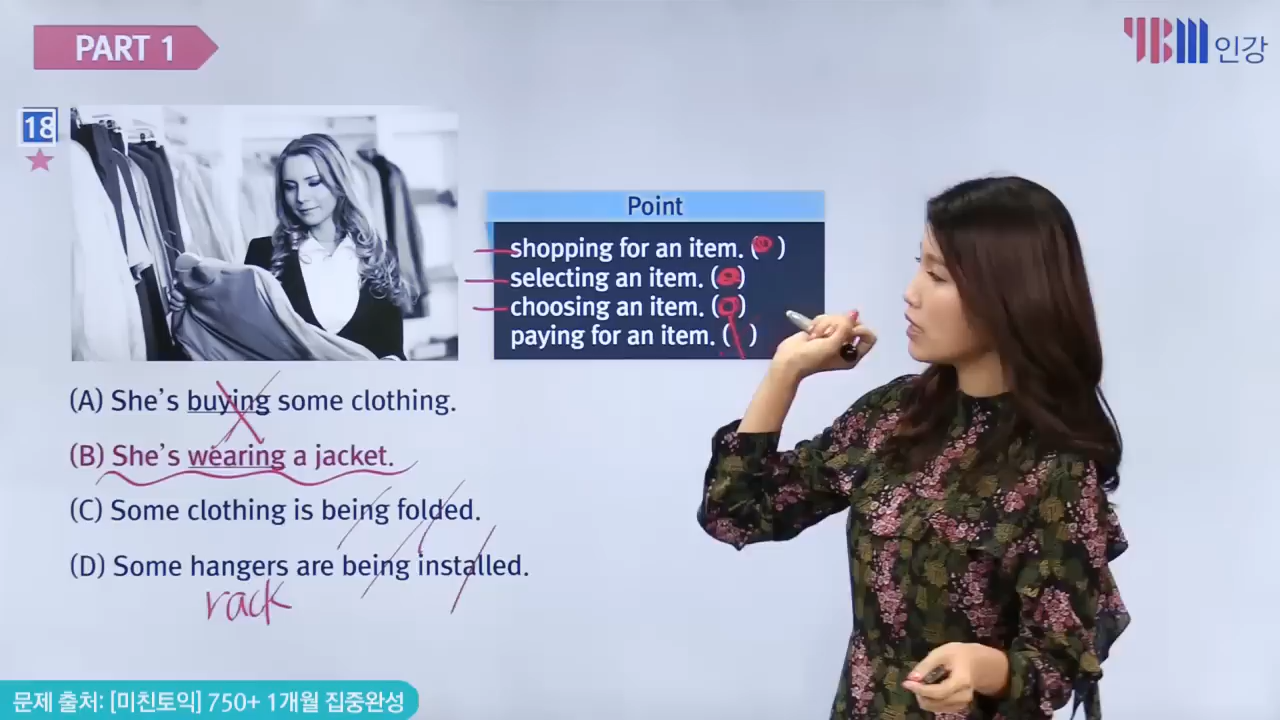 PART 1
YBM 인강
18
Point
shopping for an item. ( )
selecting an item. ( )
choosing an item. ( )
paying for an item. ( )
(A) She's buying some clothing.
(B) She's wearing a jacket.
(C) Some clothing is being folded.
(D) Some hangers are being installed.
rack
문제 출처: [미친토익] 750+ 1개월 집중완성